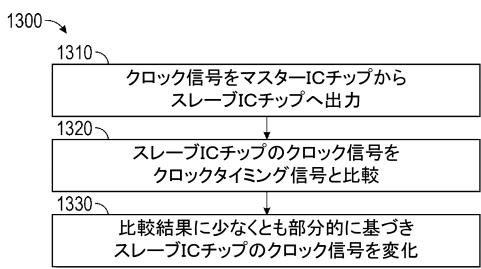 1300
1310
クロック信号をマスターICチップから
スレーブICチップへ出力
1320
スレーブICチップのクロック信号を
クロックタイミング信号と比較
1330
比較結果に少なくとも部分的に基づき
スレーブICチップのクロック信号を変化